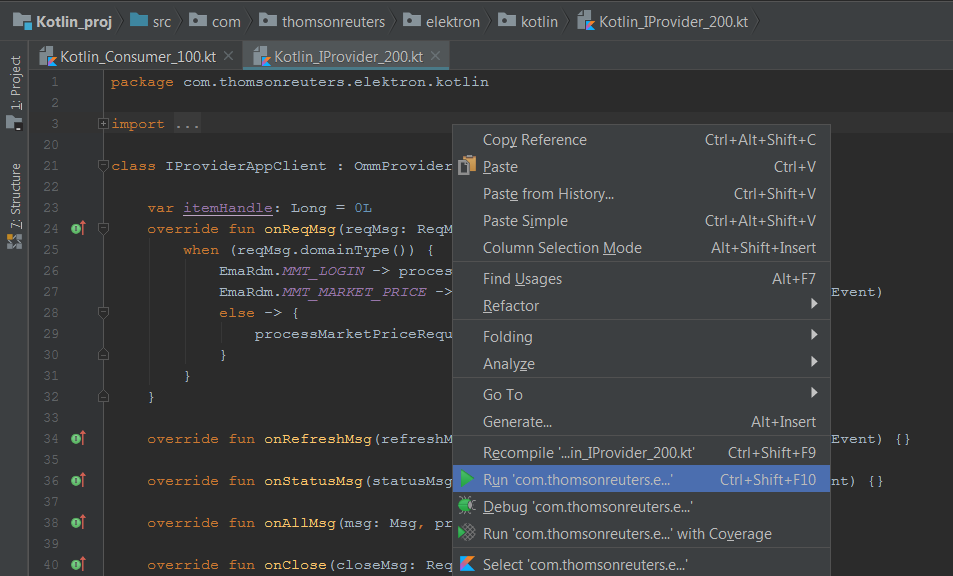 Kotlin_proj src com thomsonreuters elektron kotlin Kotlin_IProvider_200.kt
Kotlin_Consumer_100.kt × Kotlin_IProvider_200.kt ×
1: Project
7: Structure
1 package com.thomsonreuters.elektron.kotlin
2
3 import ...
20
21 class IProviderAppClient : OmmProvider
22
23 var itemHandle: Long = 0L
24 override fun onReqMsg(reqMsg: ReqM
25 when (reqMsg.domainType()) {
26 EmaRdm.MMT_LOGIN -> proces
27 EmaRdm.MMT_MARKET_PRICE -> Event)
28 else -> {
29 processMarketPriceRequ
30 }
31 }
32 }
33
34 override fun onRefreshMsg(refreshM Event) {}
35
36 override fun onStatusMsg(statusMsg nt) {}
37
38 override fun onAllMsg(msg: Msg, pr
39
40 override fun onClose(closeMsg: Req
Copy Reference Ctrl+Alt+Shift+C
Paste Ctrl+V
Paste from History... Ctrl+Shift+V
Paste Simple Ctrl+Alt+Shift+V
Column Selection Mode Alt+Shift+Insert
Find Usages Alt+F7
Refactor
Folding
Analyze
Go To
Generate... Alt+Insert
Recompile '...in_IProvider_200.kt' Ctrl+Shift+F9
Run 'com.thomsonreuters.e...' Ctrl+Shift+F10
Debug 'com.thomsonreuters.e...'
Run 'com.thomsonreuters.e...' with Coverage
Select 'com.thomsonreuters.e...'